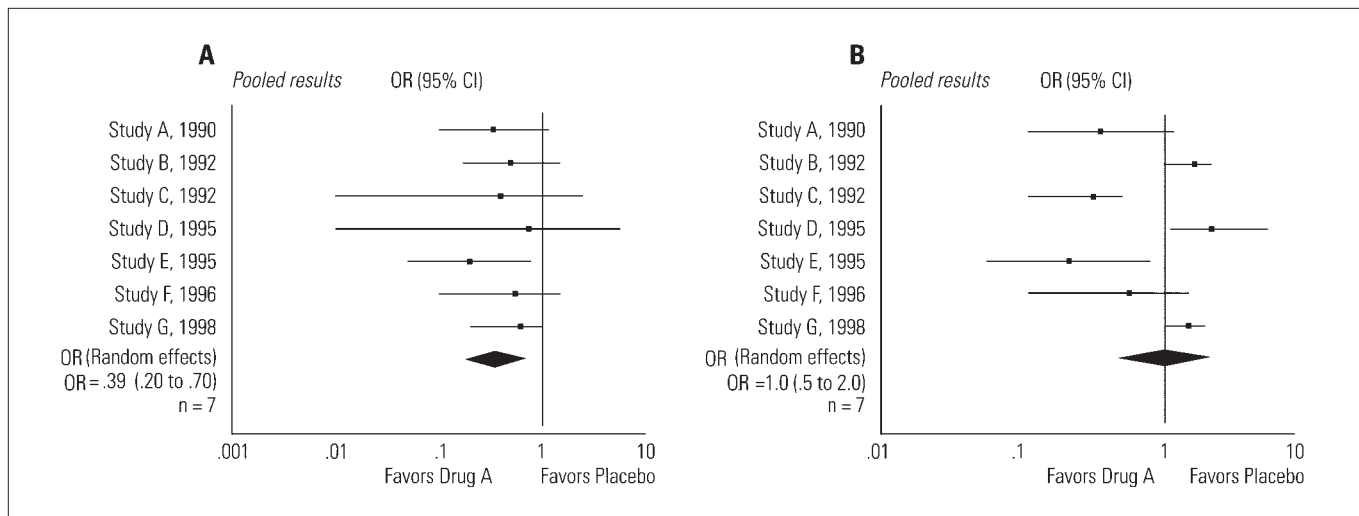 A
Pooled results OR (95% CI)
Study A, 1990
Study B, 1992
Study C, 1992
Study D, 1995
Study E, 1995
Study F, 1996
Study G, 1998
OR (Random effects)
OR = .39 (.20 to .70)
n = 7
.001 .01 .1 1 10
Favors Drug A Favors Placebo
B
Pooled results OR (95% CI)
Study A, 1990
Study B, 1992
Study C, 1992
Study D, 1995
Study E, 1995
Study F, 1996
Study G, 1998
OR (Random effects)
OR =1.0 (.5 to 2.0)
n = 7
.01 .1 1 10
Favors Drug A Favors Placebo